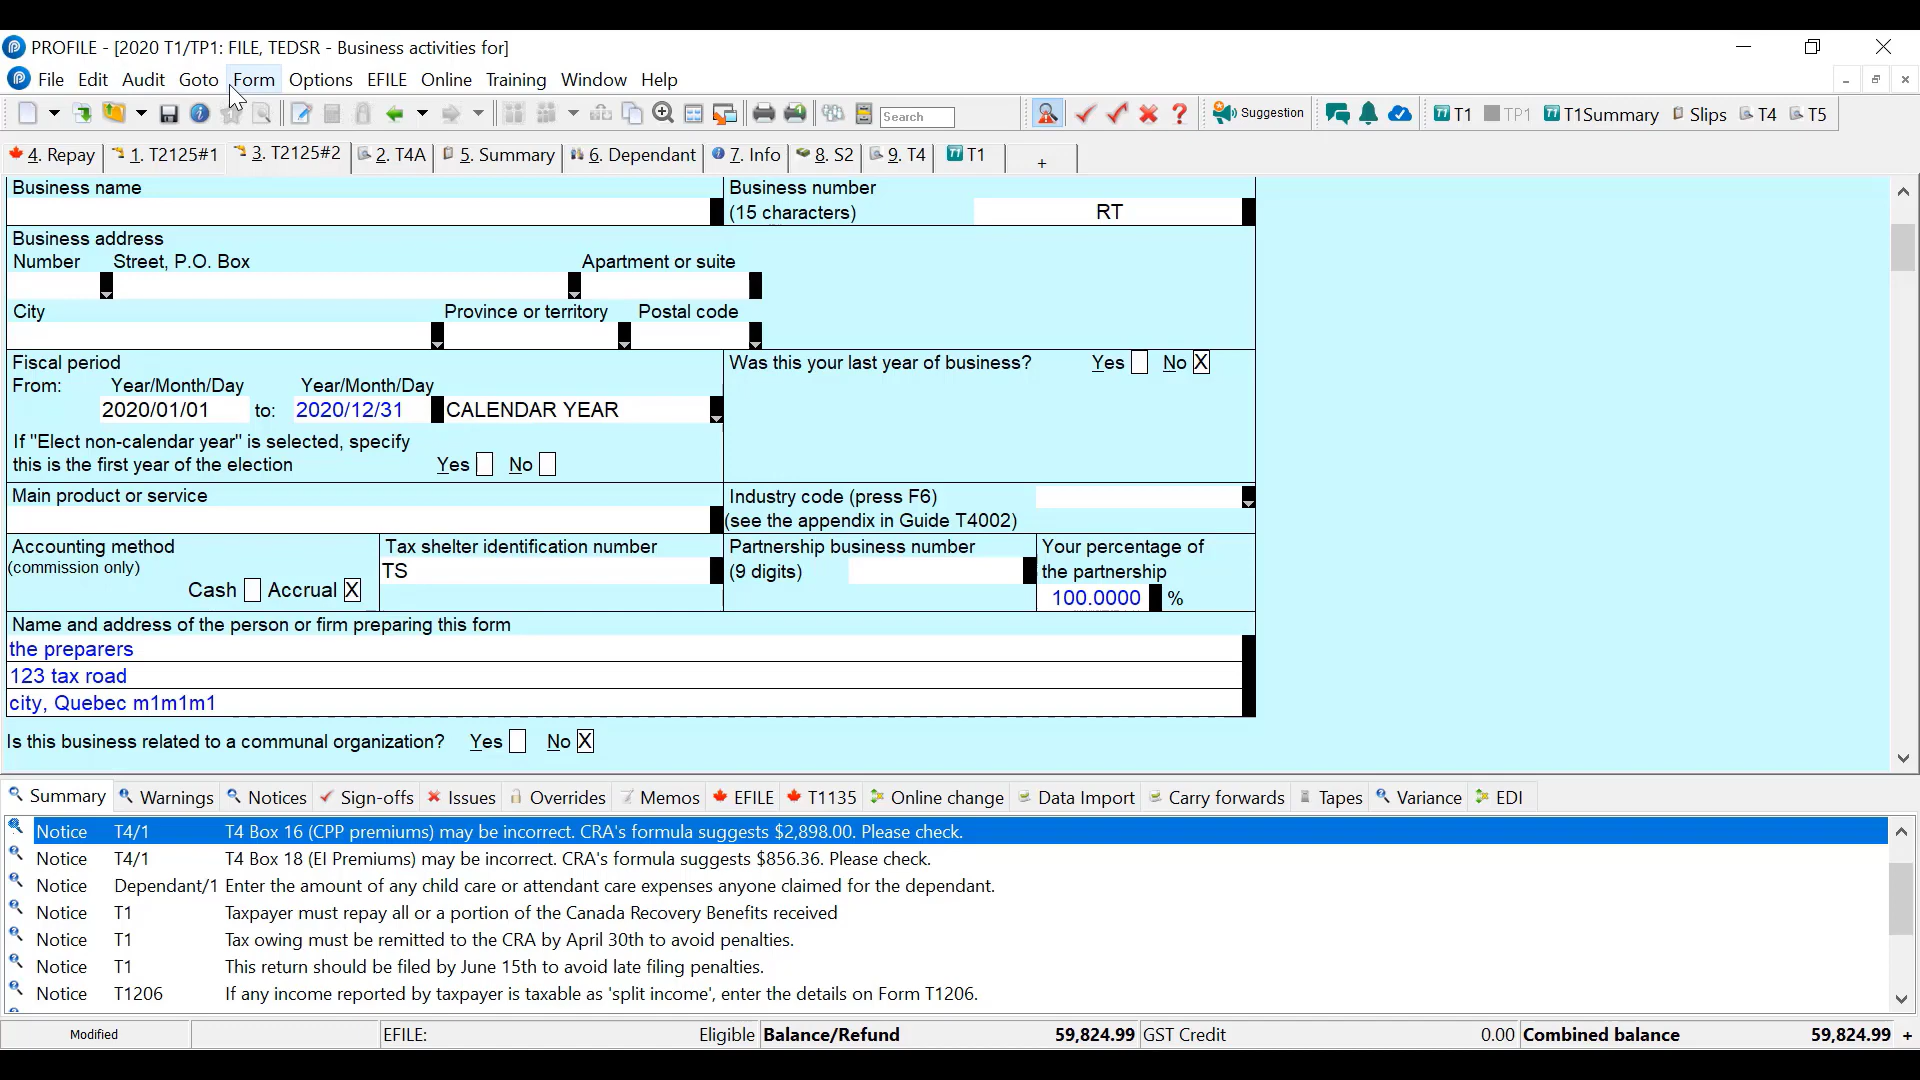 PROFILE - [2020 T1/TP1: FILE, TEDSR - Business activities for]
File Edit Audit Goto Form Options EFILE Online Training Window Help
Search Suggestion T1 TP1 T1Summary Slips T4 T5
4. Repay 1. T2125#1 3. T2125#2 2. T4A 5. Summary 6. Dependant 7. Info 8. S2 9. T4 T1 +
Business name Business number
(15 characters) RT
Business address
Number Street, P.O. Box Apartment or suite
City Province or territory Postal code
Fiscal period Was this your last year of business? Yes No X
From: Year/Month/Day Year/Month/Day
2020/01/01 to: 2020/12/31 CALENDAR YEAR
If "Elect non-calendar year" is selected, specify
this is the first year of the election Yes No
Main product or service Industry code (press F6)
(see the appendix in Guide T4002)
Accounting method Tax shelter identification number Partnership business number Your percentage of
(commission only) TS (9 digits) the partnership
Cash Accrual X 100.0000 %
Name and address of the person or firm preparing this form
the preparers
123 tax road
city, Quebec m1m1m1
Is this business related to a communal organization? Yes No X
Summary Warnings Notices Sign-offs Issues Overrides Memos EFILE T1135 Online change Data Import Carry forwards Tapes Variance EDI
Notice T4/1 T4 Box 16 (CPP premiums) may be incorrect. CRA's formula suggests $2,898.00. Please check.
Notice T4/1 T4 Box 18 (EI Premiums) may be incorrect. CRA's formula suggests $856.36. Please check.
Notice Dependant/1 Enter the amount of any child care or attendant care expenses anyone claimed for the dependant.
Notice T1 Taxpayer must repay all or a portion of the Canada Recovery Benefits received
Notice T1 Tax owing must be remitted to the CRA by April 30th to avoid penalties.
Notice T1 This return should be filed by June 15th to avoid late filing penalties.
Notice T1206 If any income reported by taxpayer is taxable as 'split income', enter the details on Form T1206.
Modified EFILE: Eligible Balance/Refund 59,824.99 GST Credit 0.00 Combined balance 59,824.99 +